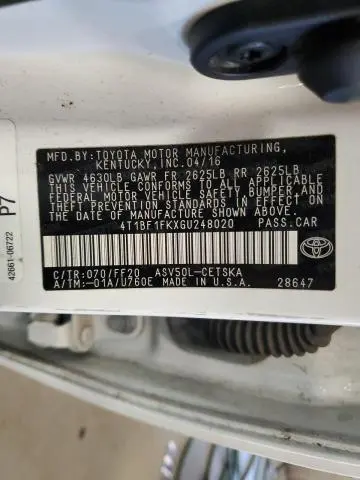 MFD.BY:TOYOTA MOTOR MANUFACTURING,
KENTUCKY, INC. 04/16
GVWR 4630LB GAWR FR 2625LB RR 2625LB
THIS VEHICLE CONFORMS TO ALL APPLICABLE
FEDERAL MOTOR VEHICLE SAFETY,BUMPER,AND
THEFT PREVENTION STANDARDS IN EFFECT ON
THE DATE OF MANUFACTURE SHOWN ABOVE.
4T1BF1FKXGU248020 PASS.CAR
C/TR:070/FF20 ASV50L-CETSKA
A/TM:-01A/U760E MADE IN U.S.A.
28647
P7
42661-06722